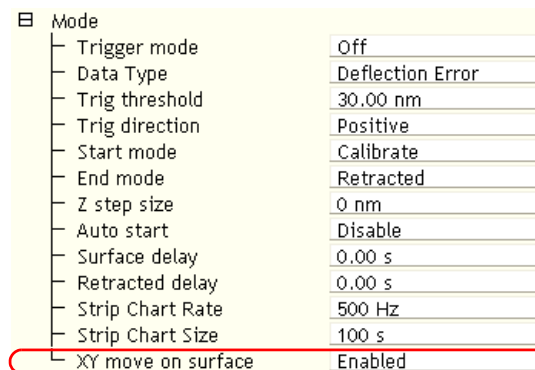 Mode
Trigger mode Off
Data Type Deflection Error
Trig threshold 30.00 nm
Trig direction Positive
Start mode Calibrate
End mode Retracted
Z step size 0 nm
Auto start Disable
Surface delay 0.00 s
Retracted delay 0.00 s
Strip Chart Rate 500 Hz
Strip Chart Size 100 s
XY move on surface Enabled